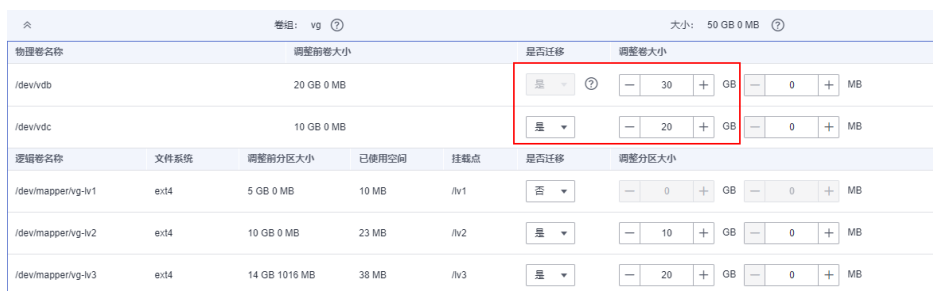 卷组: vg ? 大小: 50 GB 0 MB ?
物理卷名称 调整前卷大小 是否迁移 调整卷大小
/dev/vdb 20 GB 0 MB 是 ? — 30 + GB — 0 + MB
/dev/vdc 10 GB 0 MB 是 — 20 + GB — 0 + MB
逻辑卷名称 文件系统 调整前分区大小 已使用空间 挂载点 是否迁移 调整分区大小
/dev/mapper/vg-lv1 ext4 5 GB 0 MB 10 MB /lv1 否 — 0 + GB — 0 + MB
/dev/mapper/vg-lv2 ext4 10 GB 0 MB 23 MB /lv2 是 — 10 + GB — 0 + MB
/dev/mapper/vg-lv3 ext4 14 GB 1016 MB 38 MB /lv3 是 — 20 + GB — 0 + MB